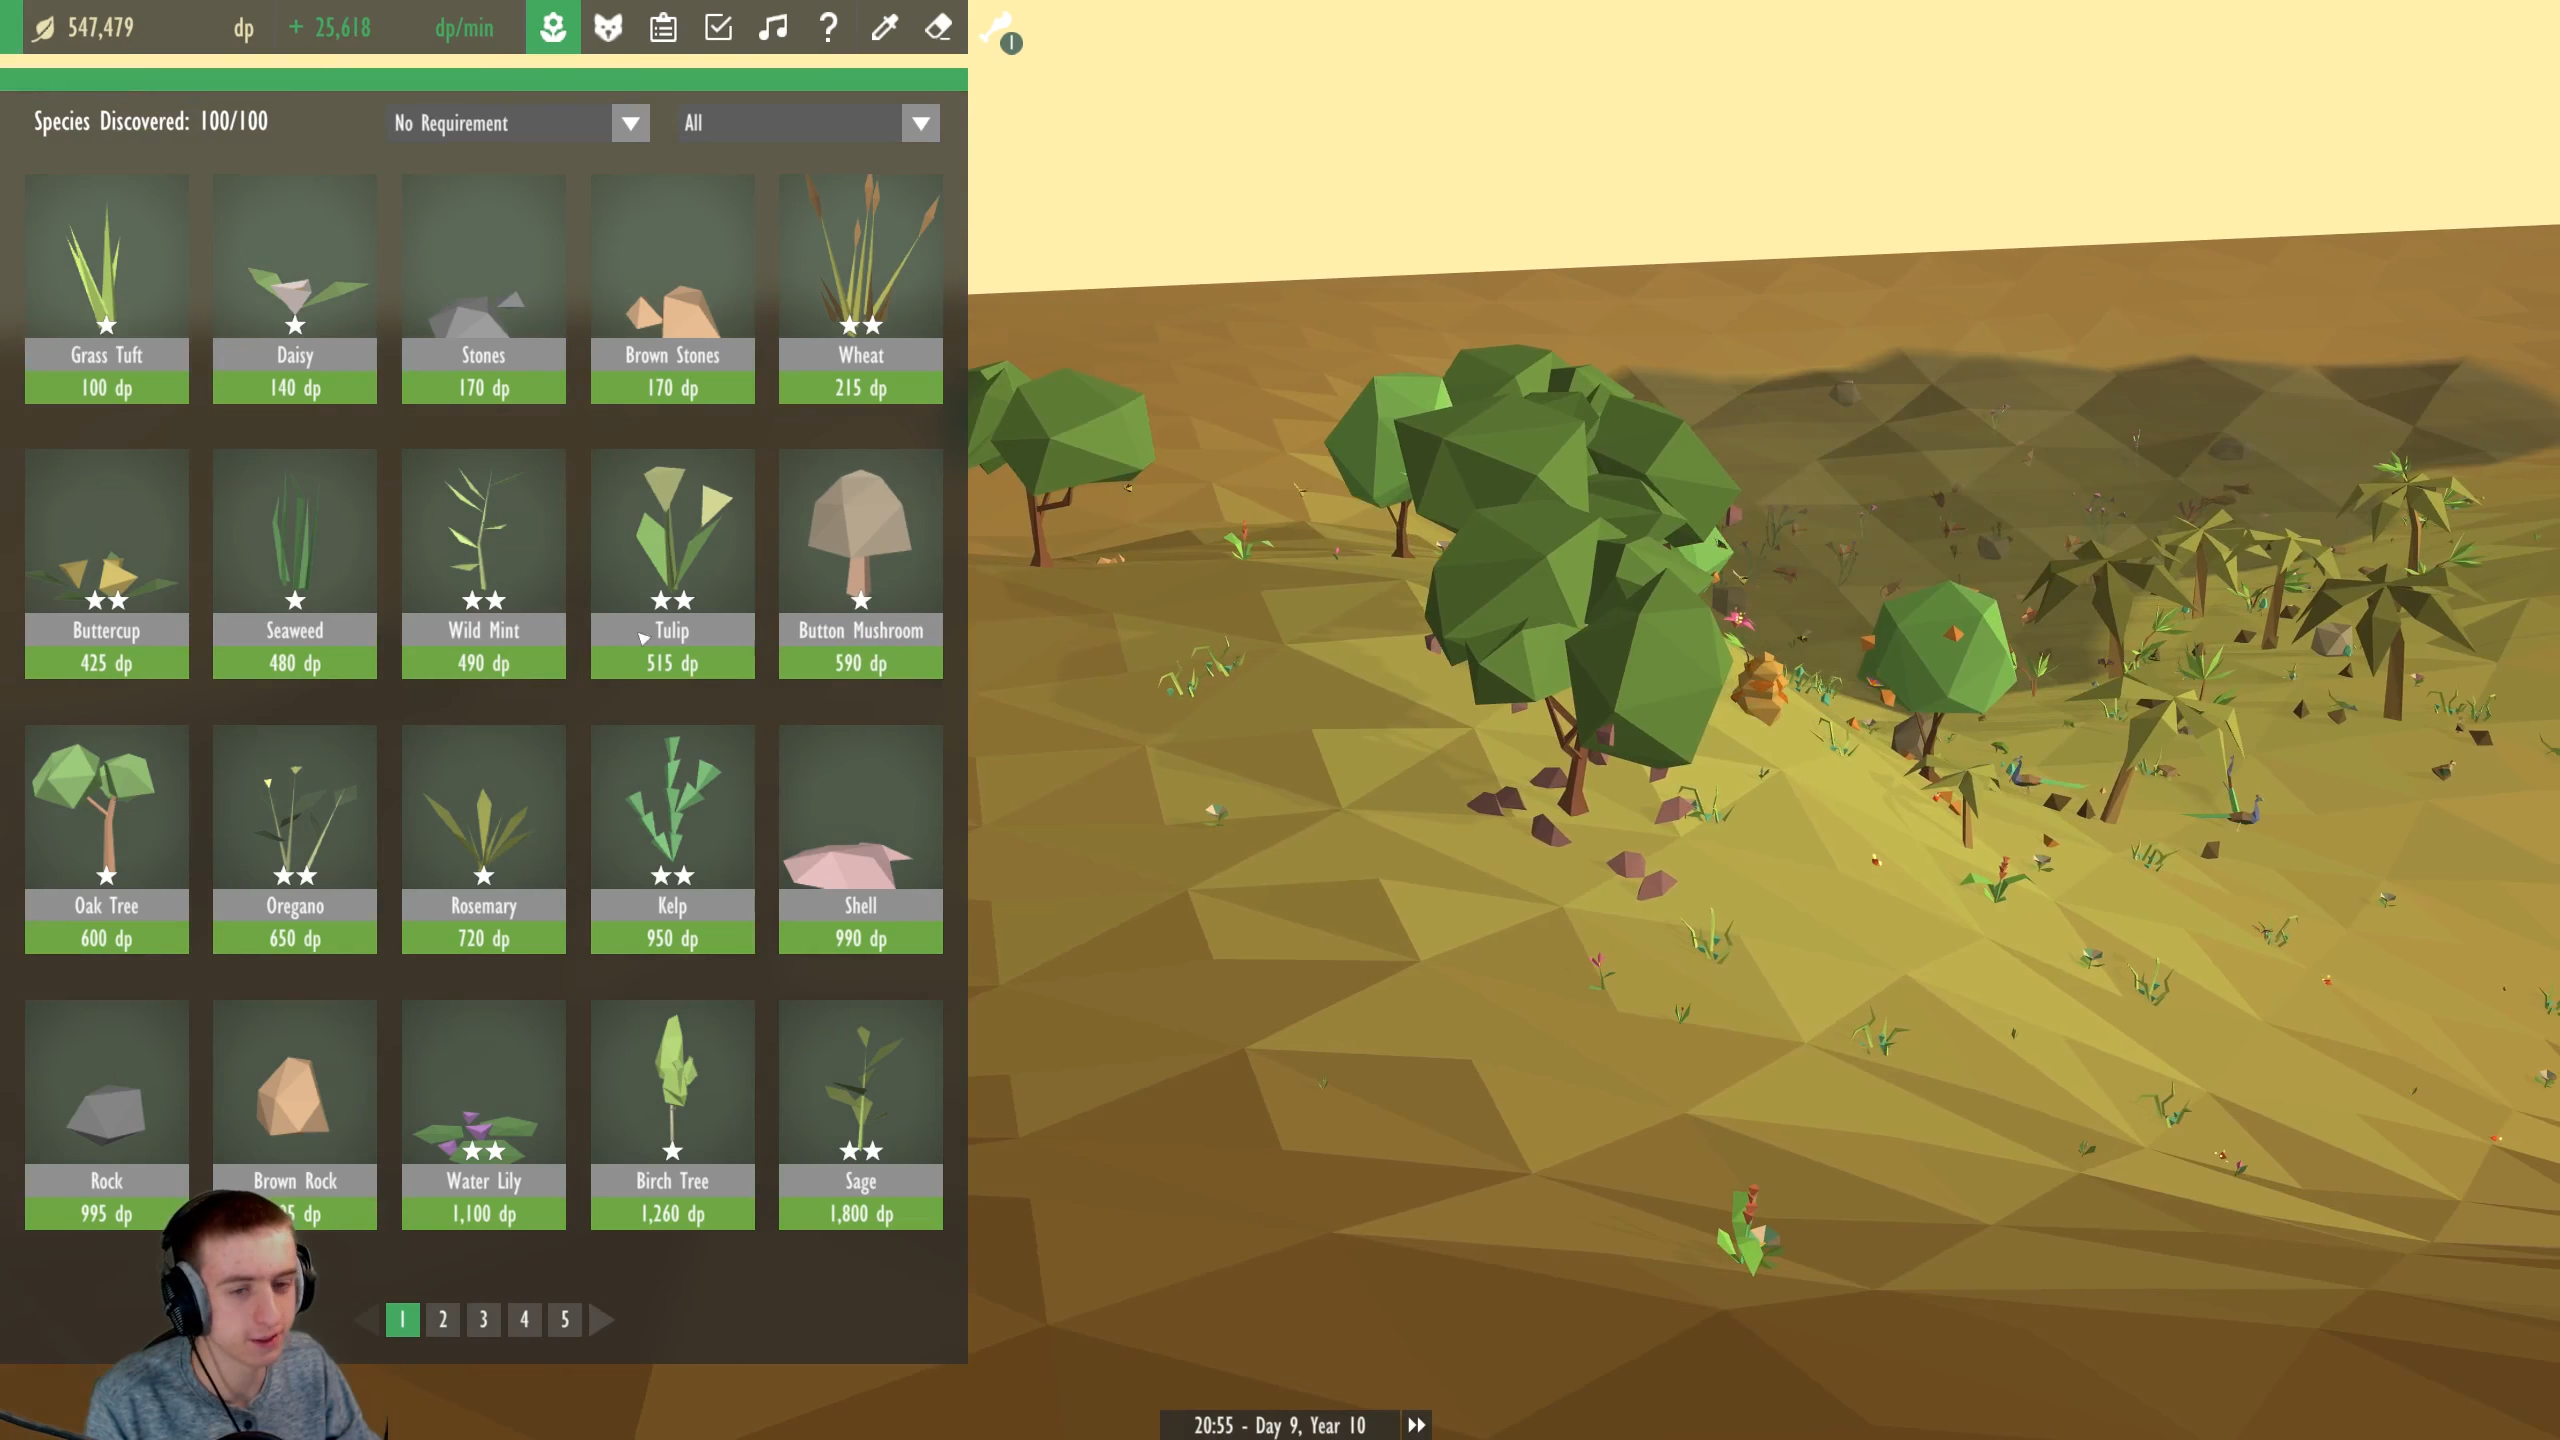 547,479 dp + 25,618 dp/min ?
Species Discovered: 100/100 No Requirement All
Grass Tuft Daisy Stones Brown Stones Wheat
100 dp 140 dp 170 dp 170 dp 215 dp
Buttercup Seaweed Wild Mint Tulip Button Mushroom
425 dp 480 dp 490 dp 515 dp 590 dp
Oak Tree Oregano Rosemary Kelp Shell
600 dp 650 dp 720 dp 950 dp 990 dp
Rock Brown Rock Water Lily Birch Tree Sage
995 dp 5 dp 1,100 dp 1,260 dp 1,800 dp
1 2 3 4 5
20:55 - Day 9, Year 10